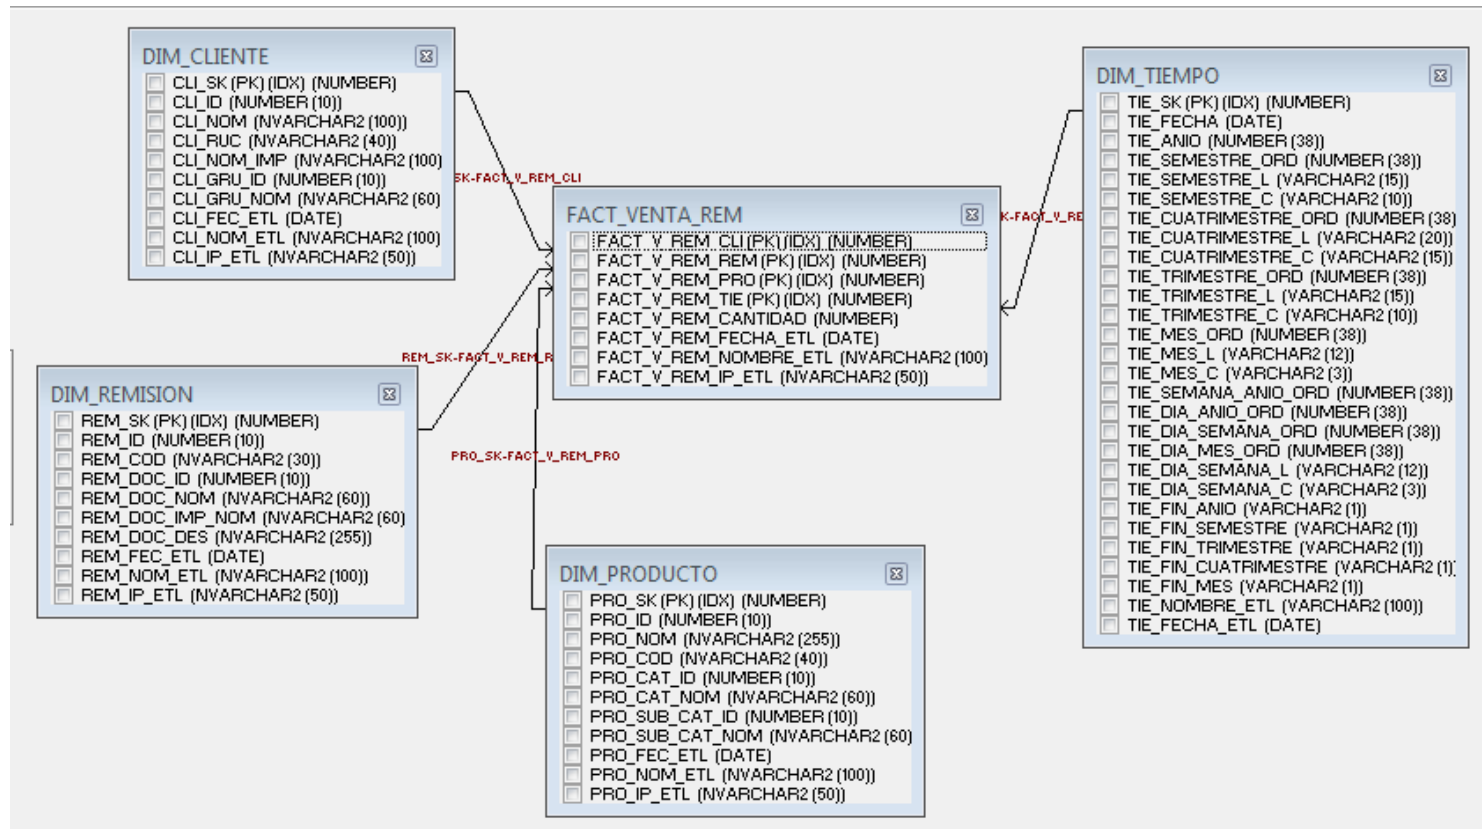 DIM_CLIENTE
CLI_SK (PK) (IDX) (NUMBER)
CLI_ID (NUMBER (10))
CLI_NOM (NVARCHAR2 (100))
CLI_RUC (NVARCHAR2 (40))
CLI_NOM_IMP (NVARCHAR2 (100)
CLI_GRU_ID (NUMBER (10))
CLI_GRU_NOM (NVARCHAR2 (60)
CLI_FEC_ETL (DATE)
CLI_NOM_ETL (NVARCHAR2 (100)
CLI_IP_ETL (NVARCHAR2 (50))
SK-FACT_V_REM_CLI
FACT_VENTA_REM
FACT_V_REM_CLI (PK) (IDX) (NUMBER)
FACT_V_REM_REM (PK) (IDX) (NUMBER)
FACT_V_REM_PRO (PK) (IDX) (NUMBER)
FACT_V_REM_TIE (PK) (IDX) (NUMBER)
FACT_V_REM_CANTIDAD (NUMBER)
FACT_V_REM_FECHA_ETL (DATE)
FACT_V_REM_NOMBRE_ETL (NVARCHAR2 (100)
FACT_V_REM_IP_ETL (NVARCHAR2 (50))
K-FACT_V_RE
DIM_TIEMPO
TIE_SK (PK) (IDX) (NUMBER)
TIE_FECHA (DATE)
TIE_ANIO (NUMBER (38))
TIE_SEMESTRE_ORD (NUMBER (38))
TIE_SEMESTRE_L (VARCHAR2 (15))
TIE_SEMESTRE_C (VARCHAR2 (10))
TIE_CUATRIMESTRE_ORD (NUMBER (38)
TIE_CUATRIMESTRE_L (VARCHAR2 (20))
TIE_CUATRIMESTRE_C (VARCHAR2 (15))
TIE_TRIMESTRE_ORD (NUMBER (38))
TIE_TRIMESTRE_L (VARCHAR2 (15))
TIE_TRIMESTRE_C (VARCHAR2 (10))
TIE_MES_ORD (NUMBER (38))
TIE_MES_L (VARCHAR2 (12))
TIE_MES_C (VARCHAR2 (3))
TIE_SEMANA_ANIO_ORD (NUMBER (38))
TIE_DIA_ANIO_ORD (NUMBER (38))
TIE_DIA_SEMANA_ORD (NUMBER (38))
TIE_DIA_MES_ORD (NUMBER (38))
TIE_DIA_SEMANA_L (VARCHAR2 (12))
TIE_DIA_SEMANA_C (VARCHAR2 (3))
TIE_FIN_ANIO (VARCHAR2 (1))
TIE_FIN_SEMESTRE (VARCHAR2 (1))
TIE_FIN_TRIMESTRE (VARCHAR2 (1))
TIE_FIN_CUATRIMESTRE (VARCHAR2 (1)
TIE_FIN_MES (VARCHAR2 (1))
TIE_NOMBRE_ETL (VARCHAR2 (100))
TIE_FECHA_ETL (DATE)
REM_SK-FACT_V_REM_R
DIM_REMISION
REM_SK (PK) (IDX) (NUMBER)
REM_ID (NUMBER (10))
REM_COD (NVARCHAR2 (30))
REM_DOC_ID (NUMBER (10))
REM_DOC_NOM (NVARCHAR2 (60))
REM_DOC_IMP_NOM (NVARCHAR2 (60)
REM_DOC_DES (NVARCHAR2 (255))
REM_FEC_ETL (DATE)
REM_NOM_ETL (NVARCHAR2 (100))
REM_IP_ETL (NVARCHAR2 (50))
PRO_SK-FACT_V_REM_PRO
DIM_PRODUCTO
PRO_SK (PK) (IDX) (NUMBER)
PRO_ID (NUMBER (10))
PRO_NOM (NVARCHAR2 (255))
PRO_COD (NVARCHAR2 (40))
PRO_CAT_ID (NUMBER (10))
PRO_CAT_NOM (NVARCHAR2 (60))
PRO_SUB_CAT_ID (NUMBER (10))
PRO_SUB_CAT_NOM (NVARCHAR2 (60)
PRO_FEC_ETL (DATE)
PRO_NOM_ETL (NVARCHAR2 (100))
PRO_IP_ETL (NVARCHAR2 (50))